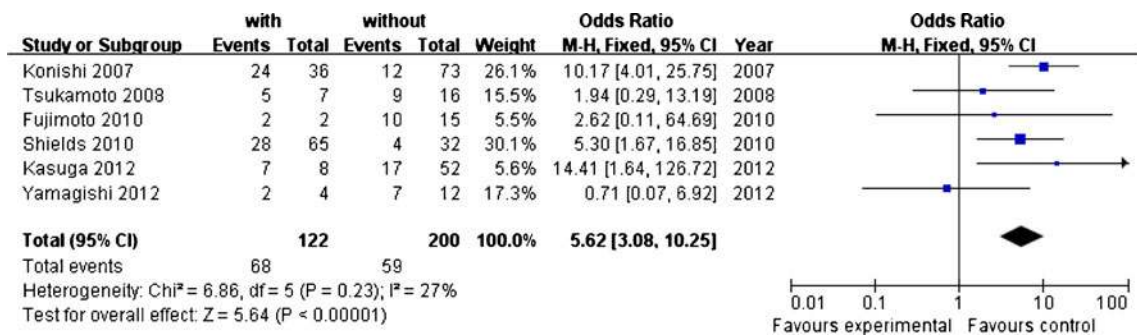 with without Odds Ratio Odds Ratio
Study or Subgroup Events Total Events Total Weight M-H, Fixed, 95% CI Year M-H, Fixed, 95% CI
Konishi 2007 24 36 12 73 26.1% 10.17 [4.01, 25.75] 2007
Tsukamoto 2008 5 7 9 16 15.5% 1.94 [0.29, 13.19] 2008
Fujimoto 2010 2 2 10 15 5.5% 2.62 [0.11, 64.69] 2010
Shields 2010 28 65 4 32 30.1% 5.30 [1.67, 16.85] 2010
Kasuga 2012 7 8 17 52 5.6% 14.41 [1.64, 126.72] 2012
Yamagishi 2012 2 4 7 12 17.3% 0.71 [0.07, 6.92] 2012
Total (95% CI) 122 200 100.0% 5.62 [3.08, 10.25]
Total events 68 59
Heterogeneity: Chi² = 6.86, df = 5 (P = 0.23); I² = 27%
Test for overall effect: Z = 5.64 (P < 0.00001)
0.01 0.1 1 10 100
Favours experimental Favours control